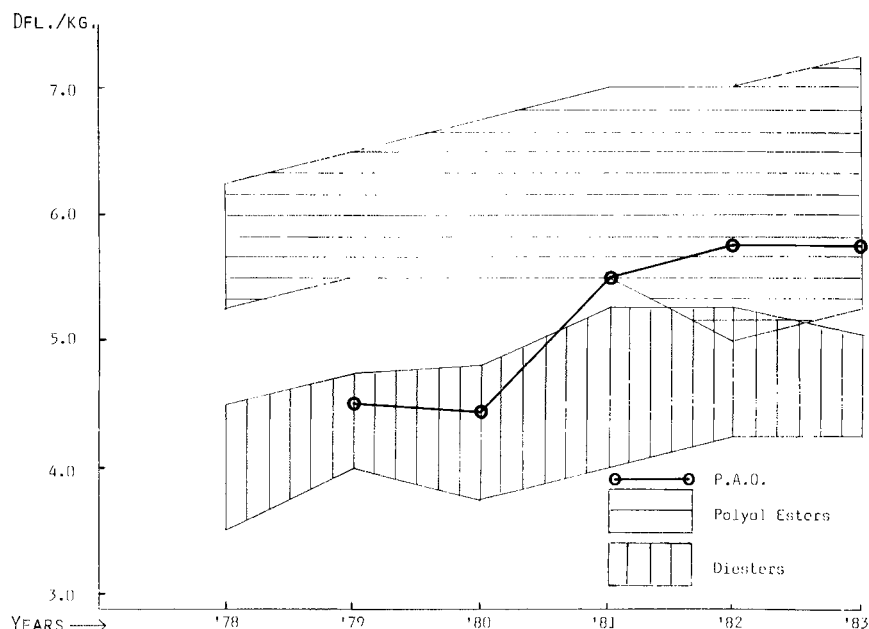 DFL./KG.
7.0
6.0
5.0
4.0
3.0
P.A.O.
Polyol Esters
Diesters
YEARS → '78 '79 '80 '81 '82 '83